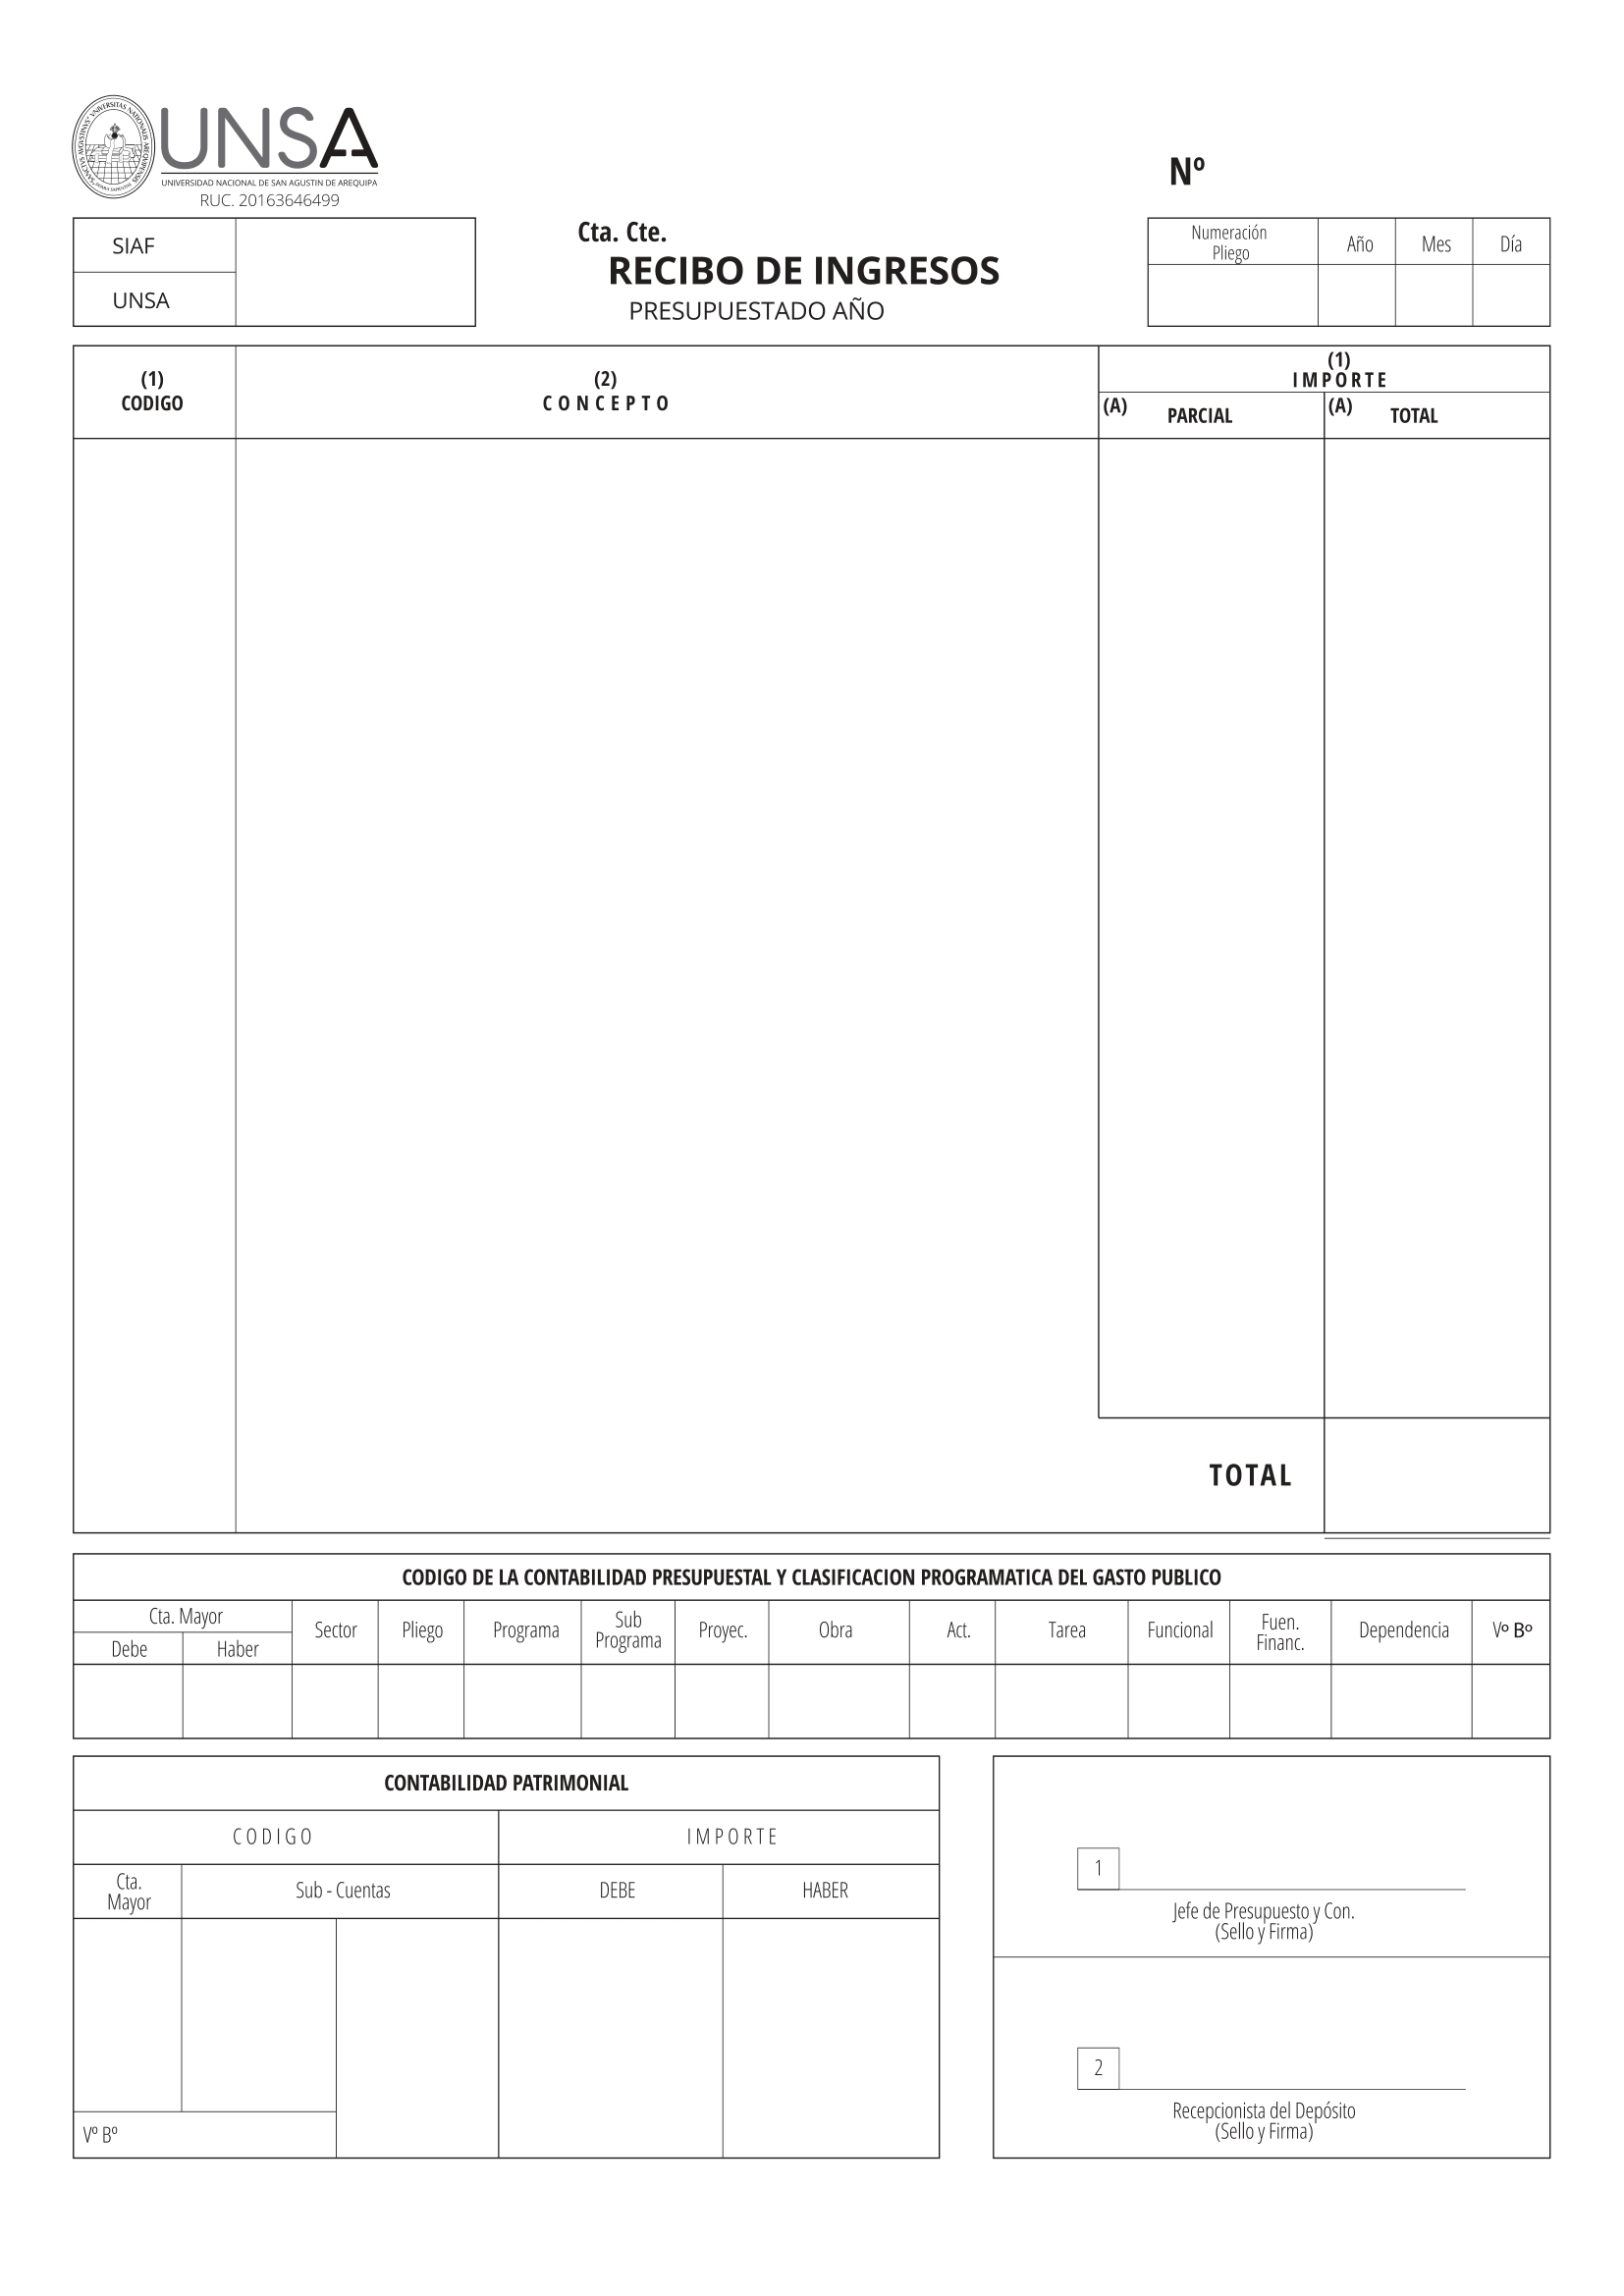 UNSA
UNIVERSIDAD NACIONAL DE SAN AGUSTIN DE AREQUIPA
RUC. 20163646499
Nº
SIAF
UNSA
Cta. Cte.
RECIBO DE INGRESOS
PRESUPUESTADO AÑO
Numeración
Pliego
Año
Mes
Día
(1)
CODIGO
(2)
CONCEPTO
(1)
IMPORTE
(A) PARCIAL
(A) TOTAL
TOTAL
CODIGO DE LA CONTABILIDAD PRESUPUESTAL Y CLASIFICACION PROGRAMATICA DEL GASTO PUBLICO
Cta. Mayor
Debe
Haber
Sector
Pliego
Programa
Sub
Programa
Proyec.
Obra
Act.
Tarea
Funcional
Fuen.
Financ.
Dependencia
Vº Bº
CONTABILIDAD PATRIMONIAL
CODIGO
IMPORTE
Cta.
Mayor
Sub - Cuentas
DEBE
HABER
Vº Bº
1
Jefe de Presupuesto y Con.
(Sello y Firma)
2
Recepcionista del Depósito
(Sello y Firma)